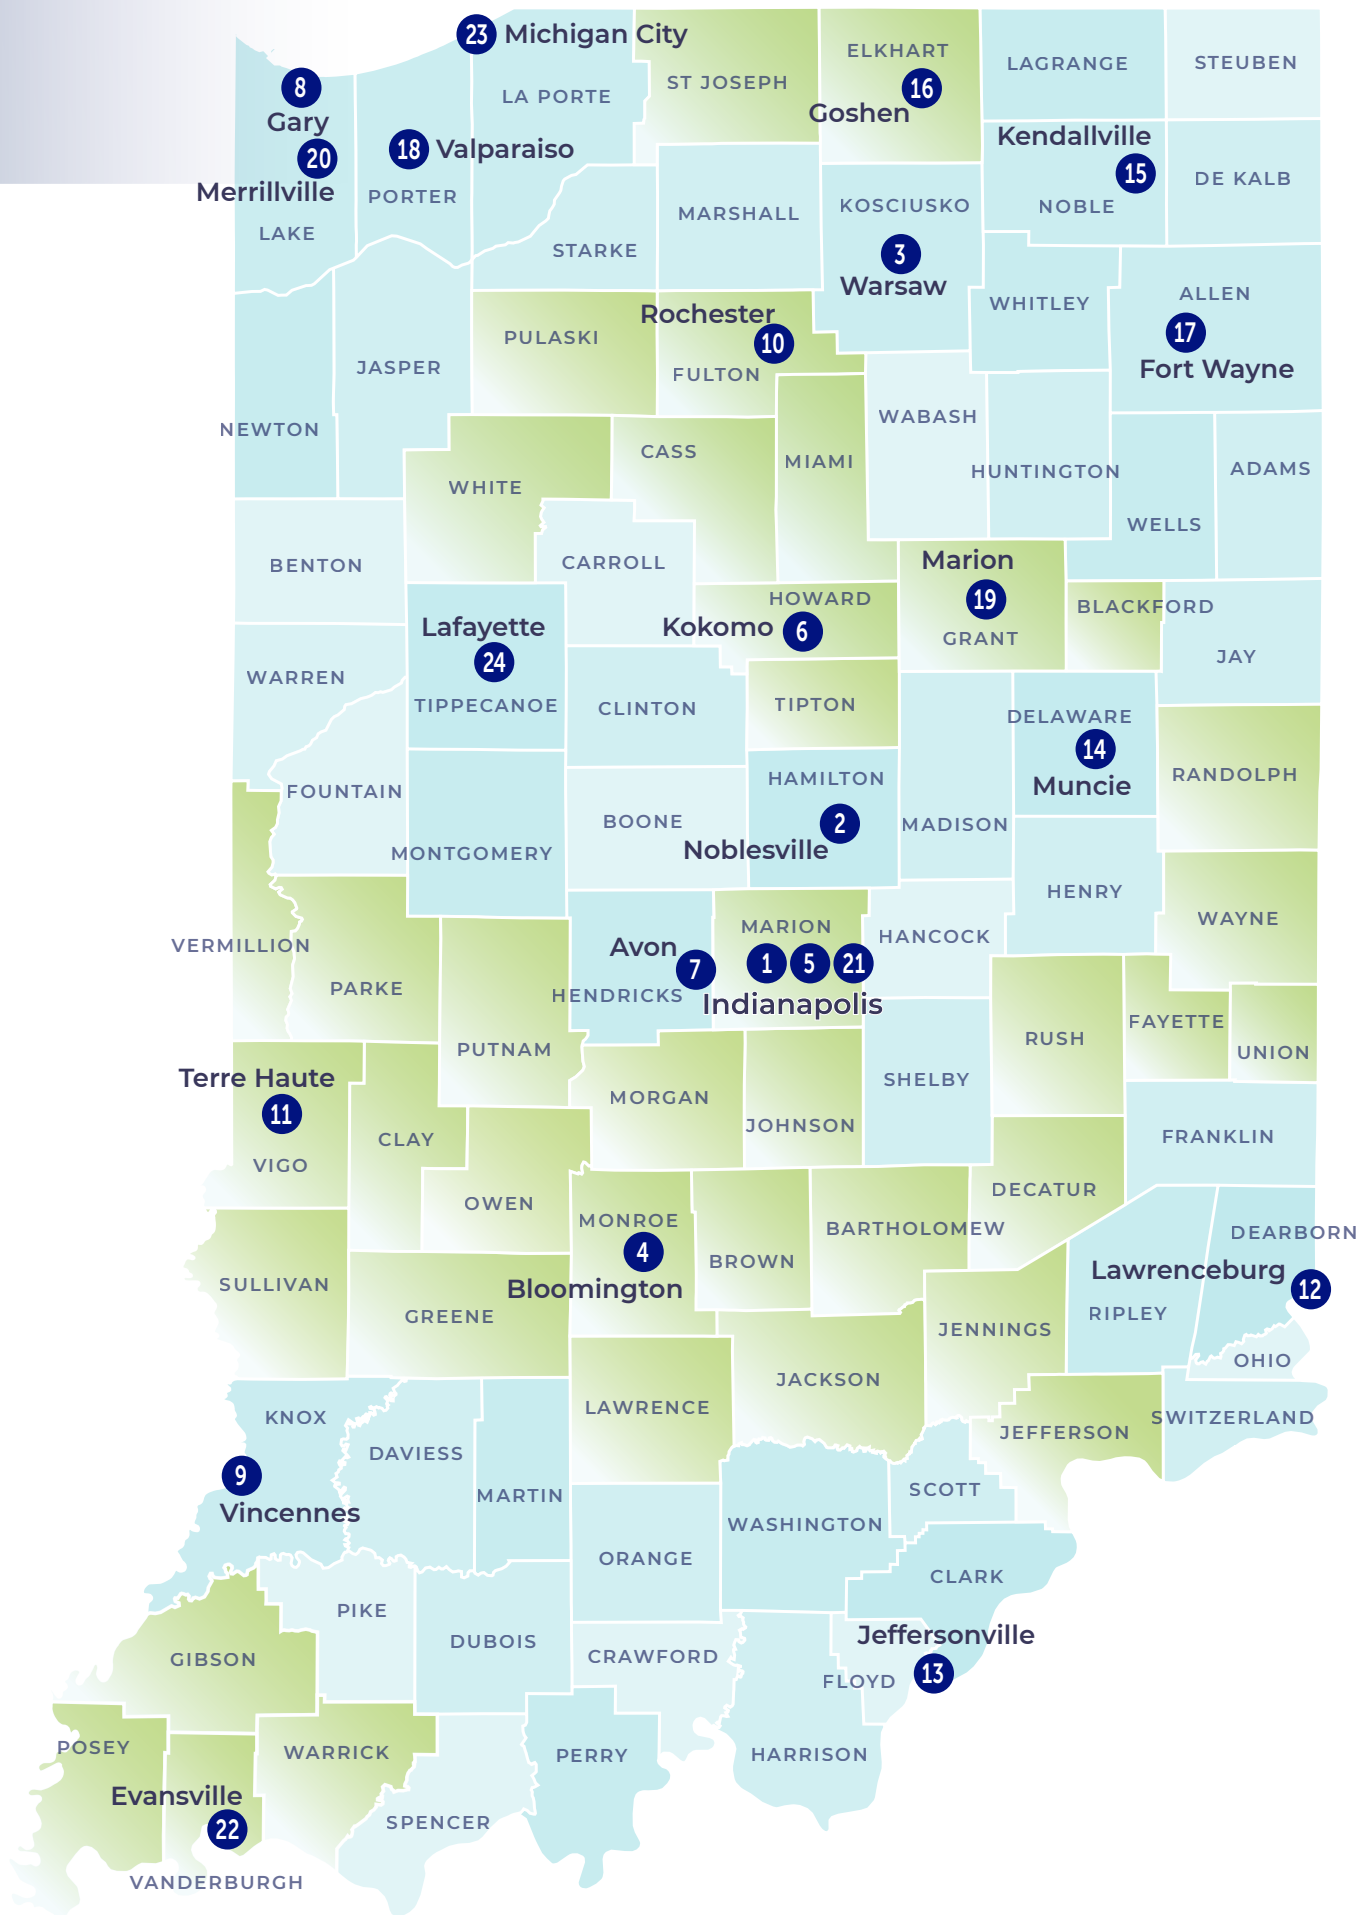 23 Michigan City
ELKHART
LAGRANGE
STEUBEN
ST JOSEPH
8
LA PORTE
16
Goshen
Gary
Kendallville
18 Valparaiso
20
15
DE KALB
Merrillville
PORTER
NOBLE
KOSCIUSKO
MARSHALL
LAKE
STARKE
3
Warsaw
ALLEN
WHITLEY
Rochester
17
PULASKI
10
JASPER
FULTON
Fort Wayne
WABASH
NEWTON
CASS
MIAMI
HUNTINGTON
ADAMS
WHITE
WELLS
BENTON
CARROLL
Marion
HOWARD
19
BLACKFORD
Lafayette
Kokomo 6
GRANT
24
JAY
WARREN
TIPPECANOE
CLINTON
TIPTON
DELAWARE
14
HAMILTON
RANDOLPH
FOUNTAIN
Muncie
BOONE
2
MADISON
MONTGOMERY
Noblesville
HENRY
WAYNE
MARION
HANCOCK
VERMILLION
Avon
7
1 5 21
PARKE
HENDRICKS
Indianapolis
FAYETTE
RUSH
PUTNAM
UNION
Terre Haute
SHELBY
11
MORGAN
JOHNSON
CLAY
FRANKLIN
VIGO
DECATUR
OWEN
MONROE
BARTHOLOMEW
DEARBORN
4
BROWN
Lawrenceburg
SULLIVAN
Bloomington
12
GREENE
RIPLEY
JENNINGS
OHIO
JACKSON
LAWRENCE
KNOX
SWITZERLAND
JEFFERSON
DAVIESS
9
SCOTT
MARTIN
Vincennes
WASHINGTON
ORANGE
CLARK
PIKE
Jeffersonville
DUBOIS
GIBSON
CRAWFORD
13
FLOYD
POSEY
WARRICK
PERRY
HARRISON
Evansville
SPENCER
22
VANDERBURGH